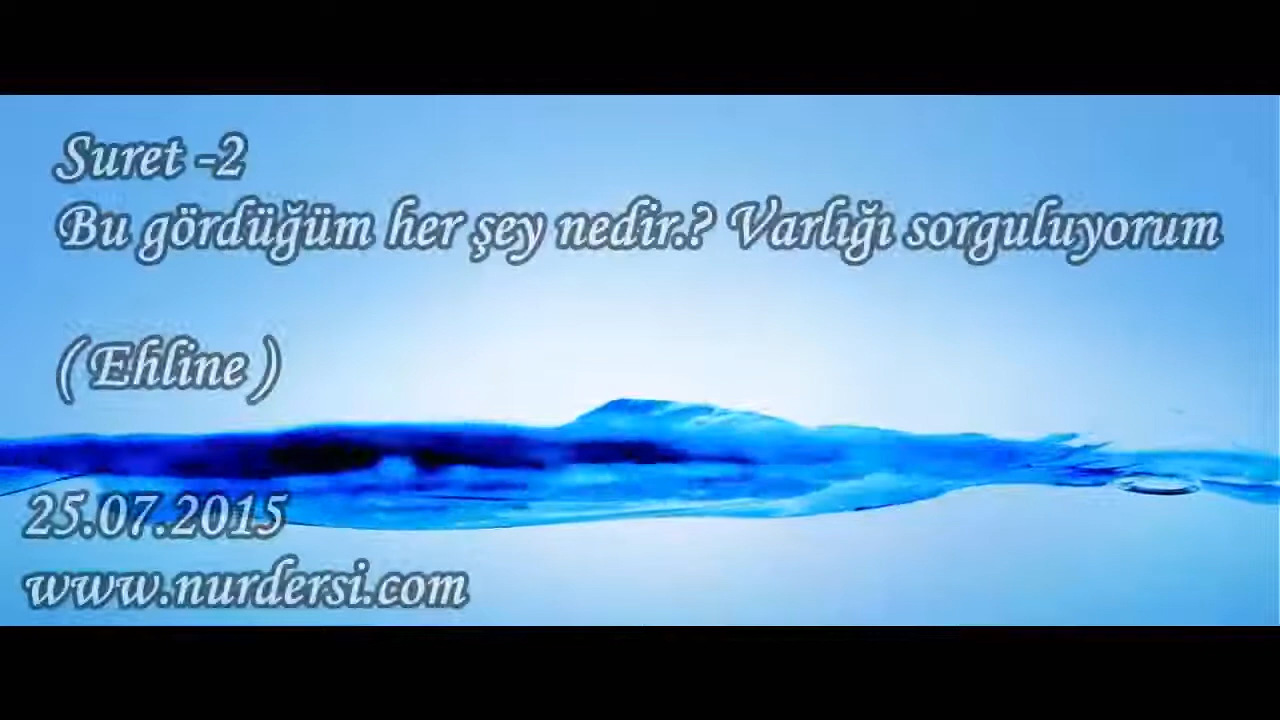 Suret -2
Bu gördüğüm her şey nedir.? Varlığı sorguluyorum
( Ehline )
25.07.2015
www.nurdersi.com